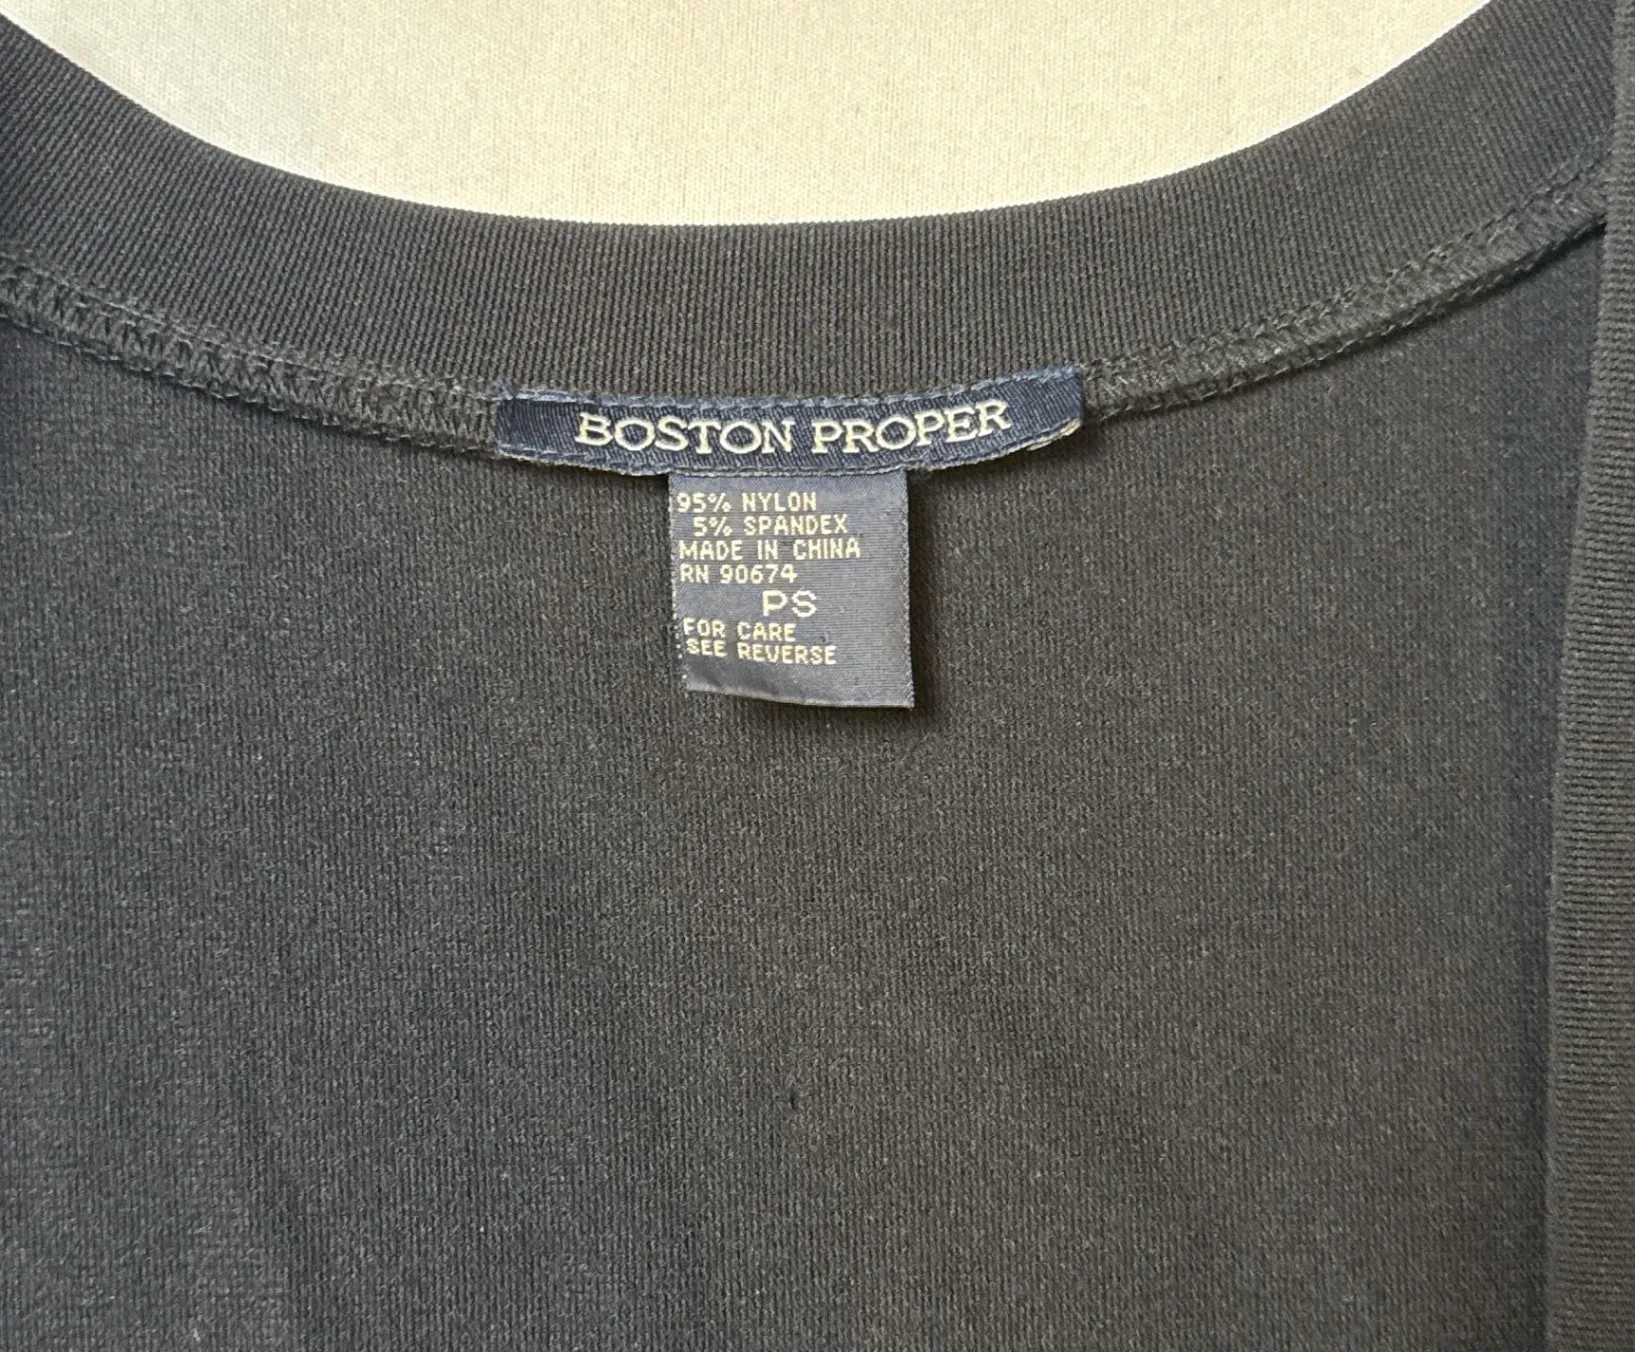 BOSTON PROPER
95% NYLON
5% SPANDEX
MADE IN CHINA
RN 90674
PS
FOR CARE
SEE REVERSE